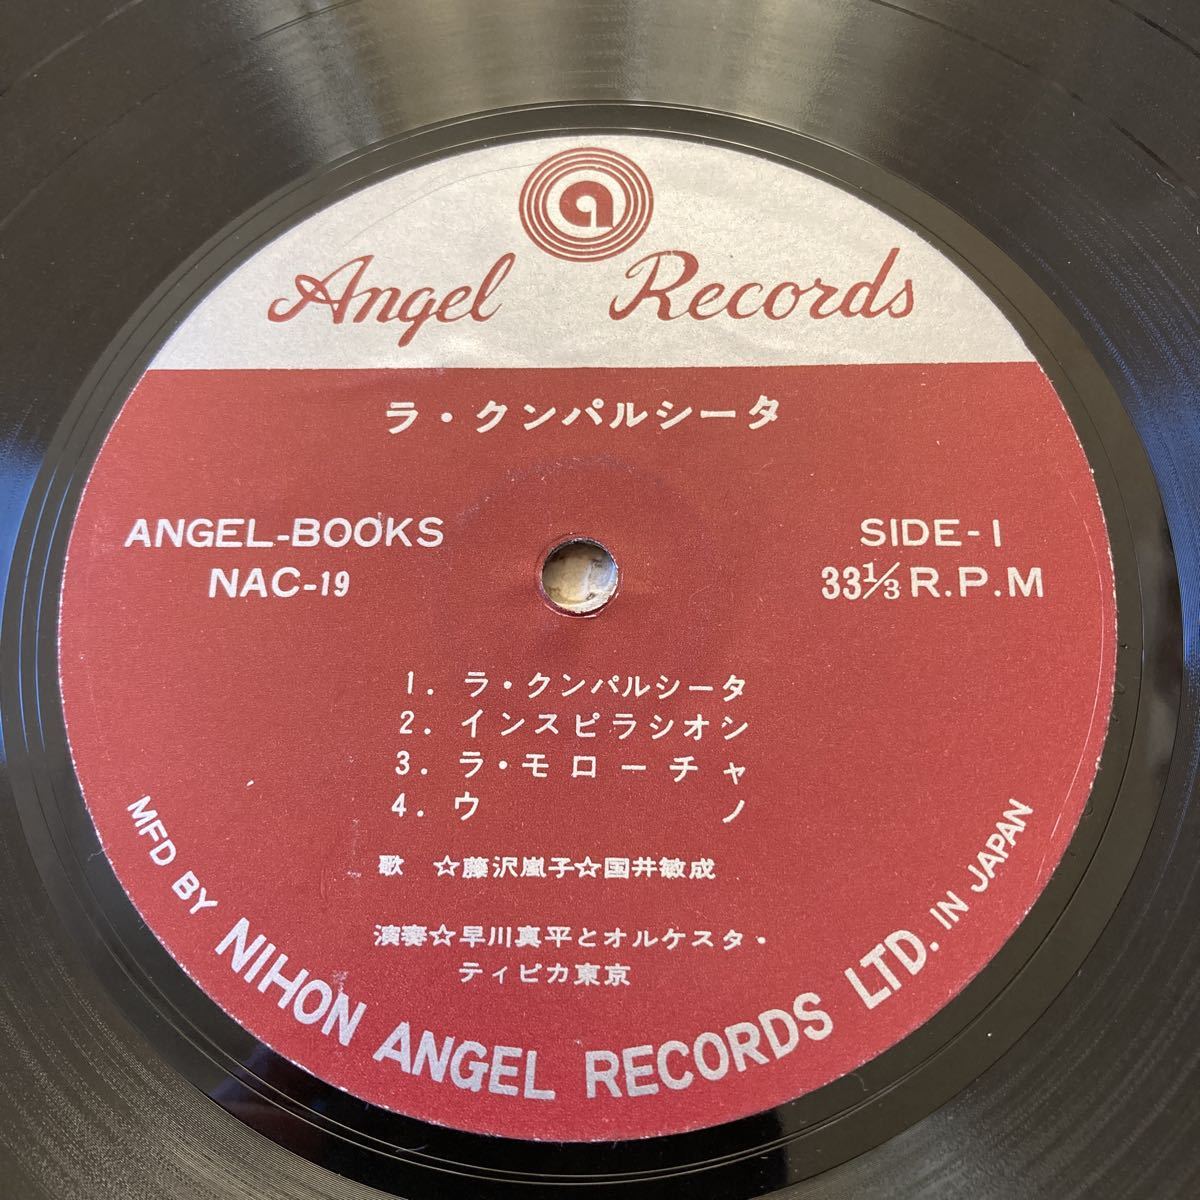 a
Angel Records
ラ・クンパルシータ
ANGEL-BOOKS
NAC-19
SIDE-1
33⅓ R.P.M
1. ラ・クンパルシータ
2. インスピラシオン
3. ラ・モローチャ
4. ウ ノ
歌 ☆藤沢嵐子☆国井敏成
演奏☆早川真平とオルケスタ・
ティピカ東京
MFD BY NIHON ANGEL RECORDS LTD. IN JAPAN